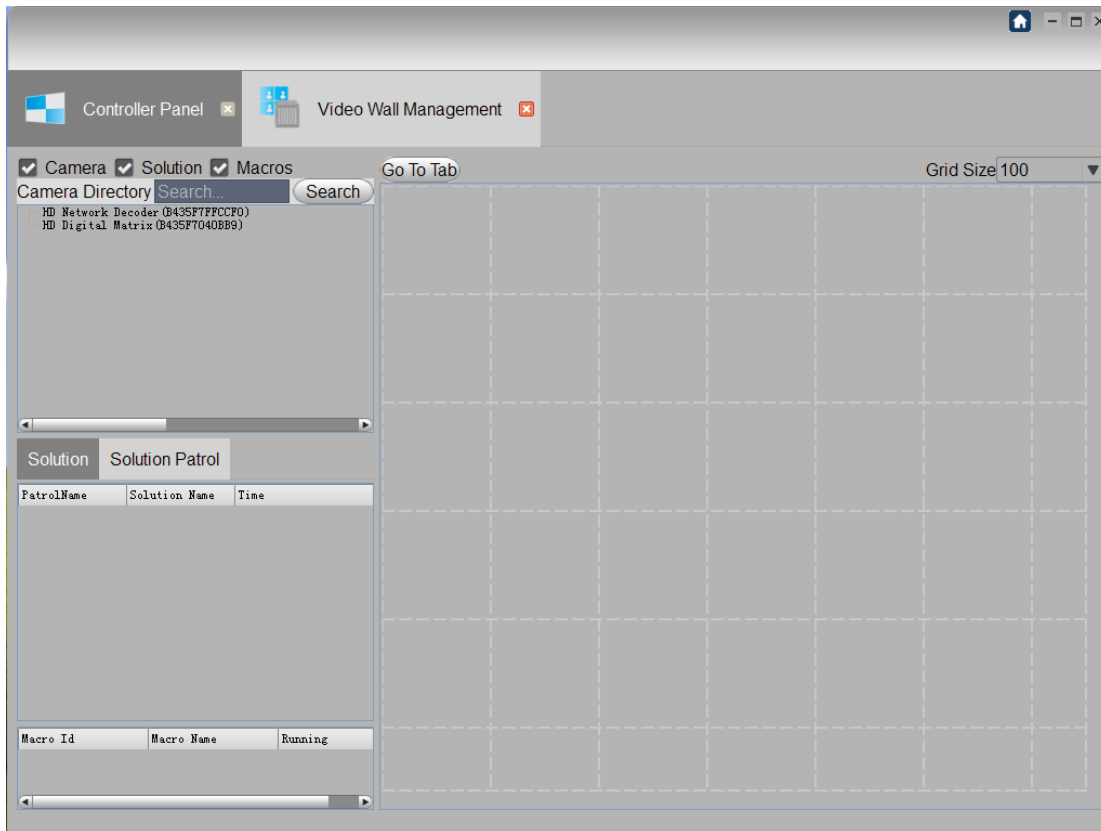 Controller Panel Video Wall Management
Camera Solution Macros
Go To Tab
Grid Size 100
Camera Directory Search... Search
HD Network Decoder(B435F7FFCCF0)
HD Digital Matrix(B435F7040BB9)
Solution Solution Patrol
PatrolName Solution Name Time
Macro Id Macro Name Running